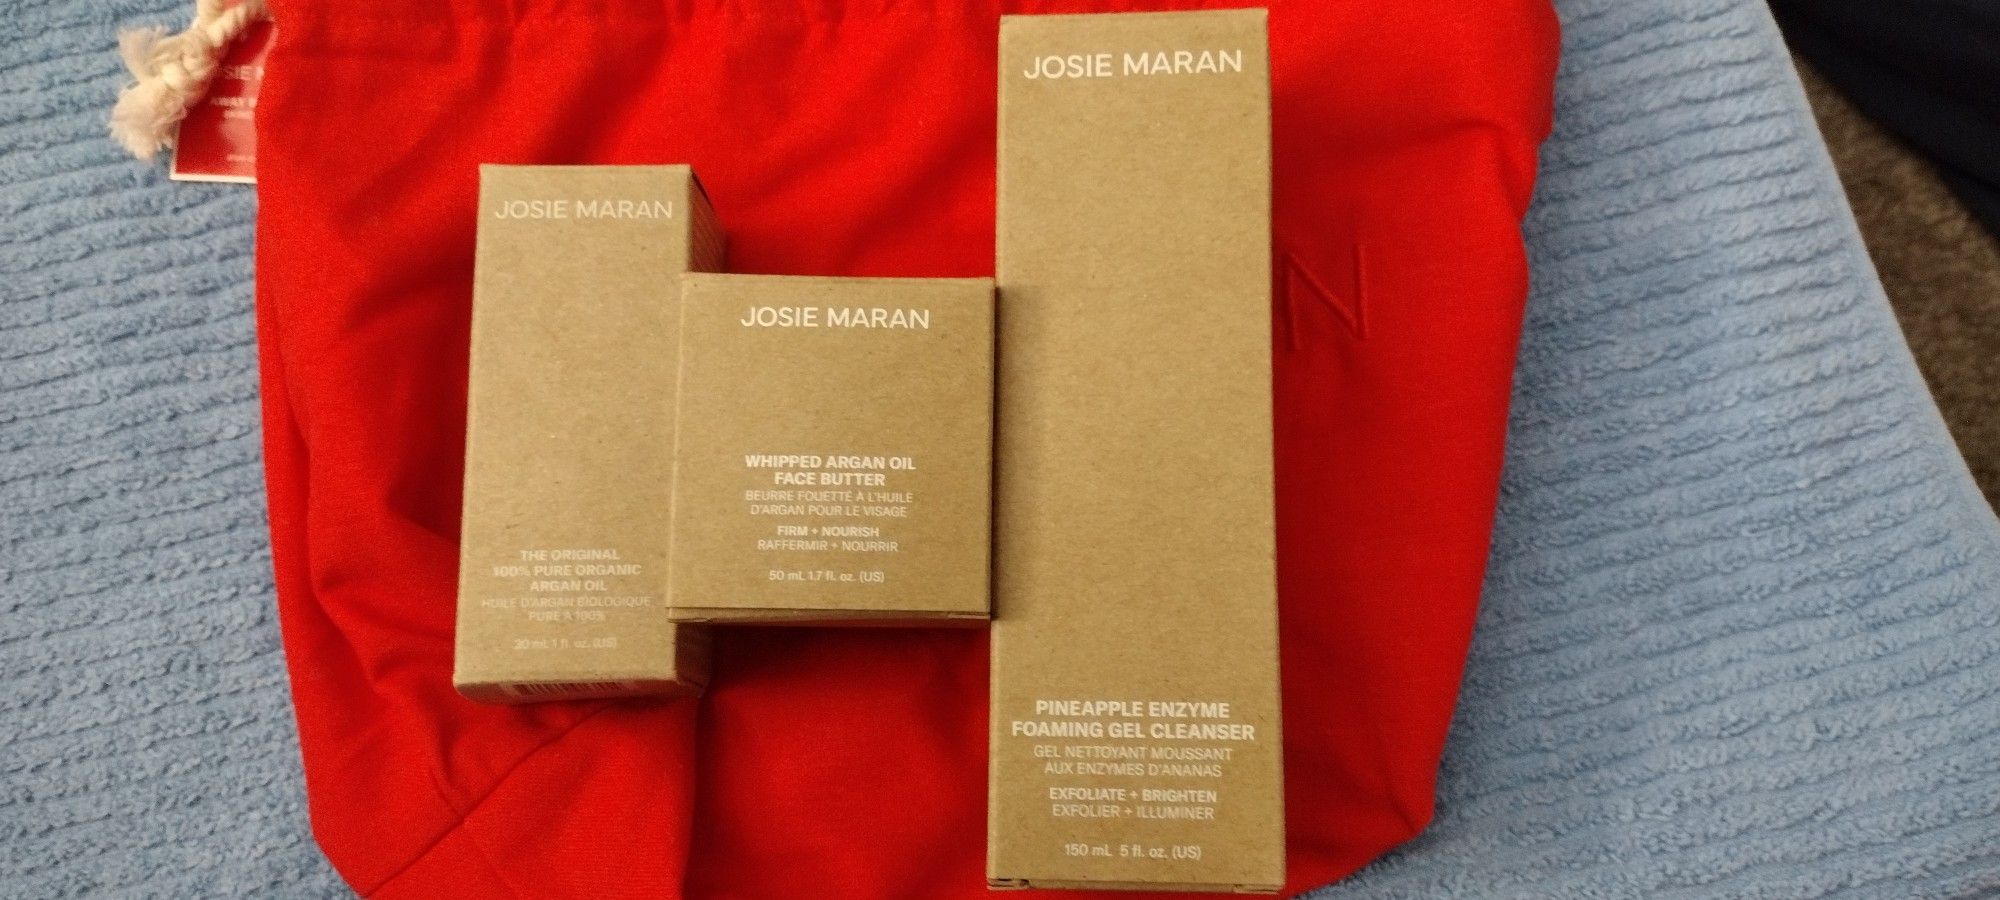 JOSIE MARAN
THE ORIGINAL
100% PURE ORGANIC
ARGAN OIL
HUILE D'ARGAN BIOLOGIQUE
PURE À 100%
30 mL 1 fl. oz. (US)
JOSIE MARAN
WHIPPED ARGAN OIL
FACE BUTTER
BEURRE FOUETTÉ À L'HUILE
D'ARGAN POUR LE VISAGE
FIRM + NOURISH
RAFFERMIR + NOURRIR
50 mL 1.7 fl. oz. (US)
JOSIE MARAN
PINEAPPLE ENZYME
FOAMING GEL CLEANSER
GEL NETTOYANT MOUSSANT
AUX ENZYMES D'ANANAS
EXFOLIATE + BRIGHTEN
EXFOLIER + ILLUMINER
150 mL 5 fl. oz. (US)
N